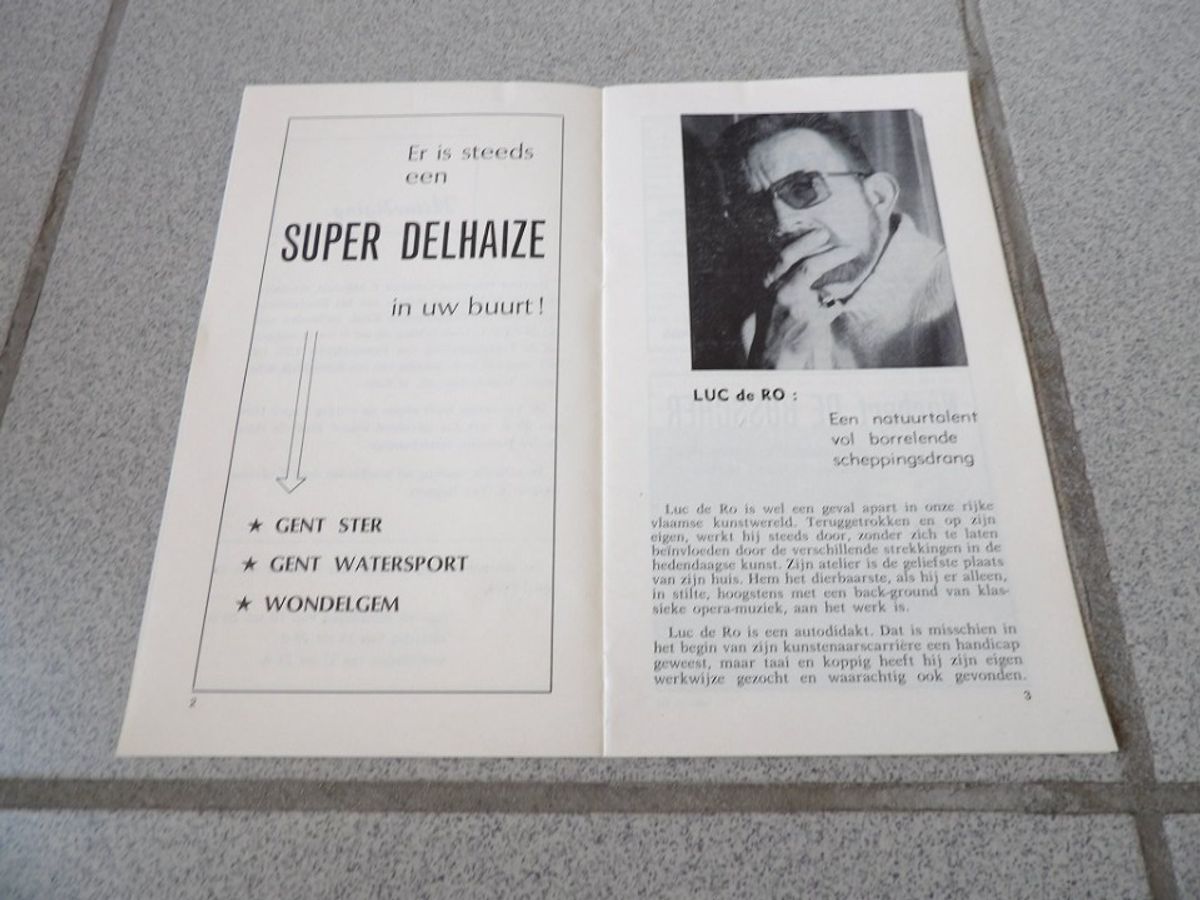 Er is steeds
een
SUPER DELHAIZE
in uw buurt!
★ GENT STER
★ GENT WATERSPORT
★ WONDELGEM
2
LUC de RO :
Een natuurtalent
vol borrelende
scheppingsdrang
Luc de Ro is wel een geval apart in onze rijke
vlaamse kunstwereld. Teruggetrokken en op zijn
eigen, werkt hij steeds door, zonder zich te laten
beïnvloeden door de verschillende strekkingen in de
hedendaagse kunst. Zijn atelier is de geliefste plaats
van zijn huis. Hem het dierbaarste, als hij er alleen,
in stilte, hoogstens met een back-ground van klas-
sieke opera-muziek, aan het werk is.
Luc de Ro is een autodidakt. Dat is misschien in
het begin van zijn kunstenaarscarrière een handicap
geweest, maar taai en koppig heeft hij zijn eigen
werkwijze gezocht en waarachtig ook gevonden.
3